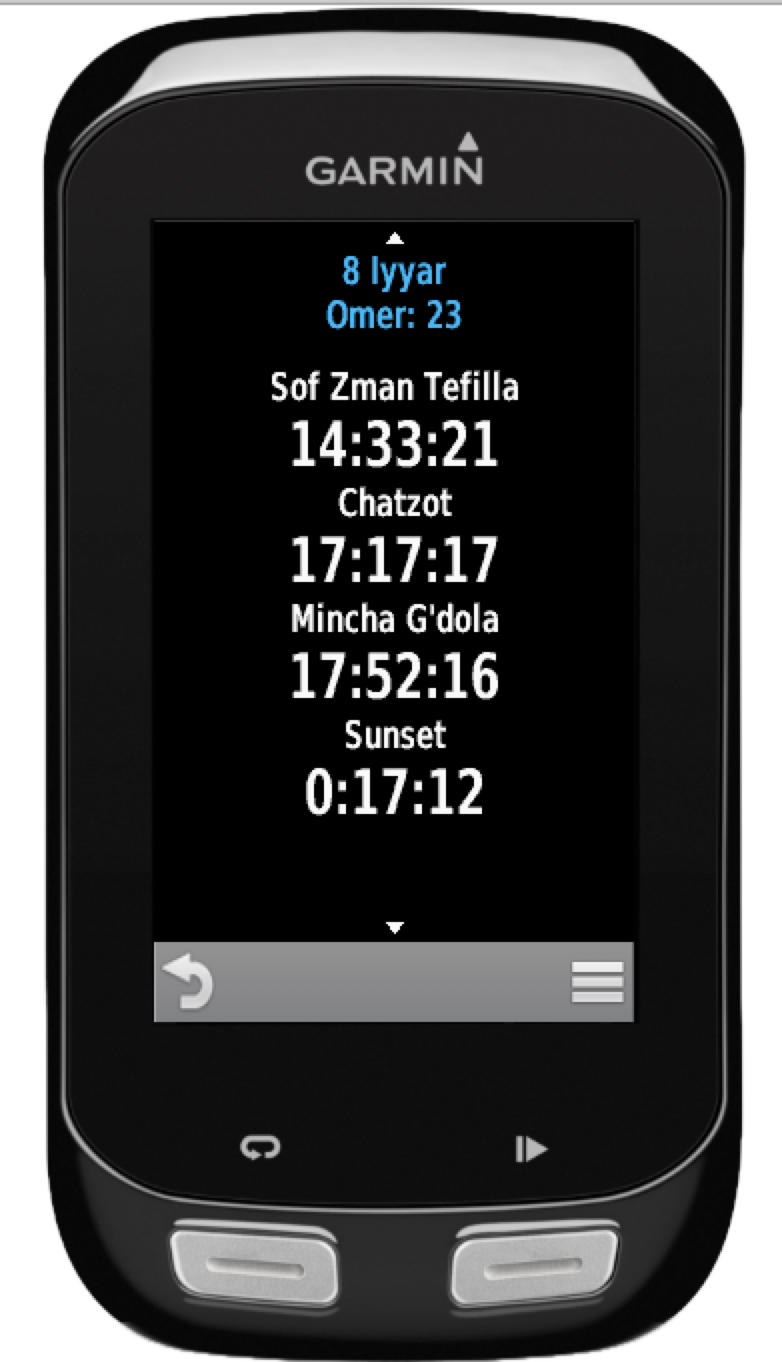 GARMIN
8 Iyyar
Omer: 23
Sof Zman Tefilla
14:33:21
Chatzot
17:17:17
Mincha G'dola
17:52:16
Sunset
0:17:12